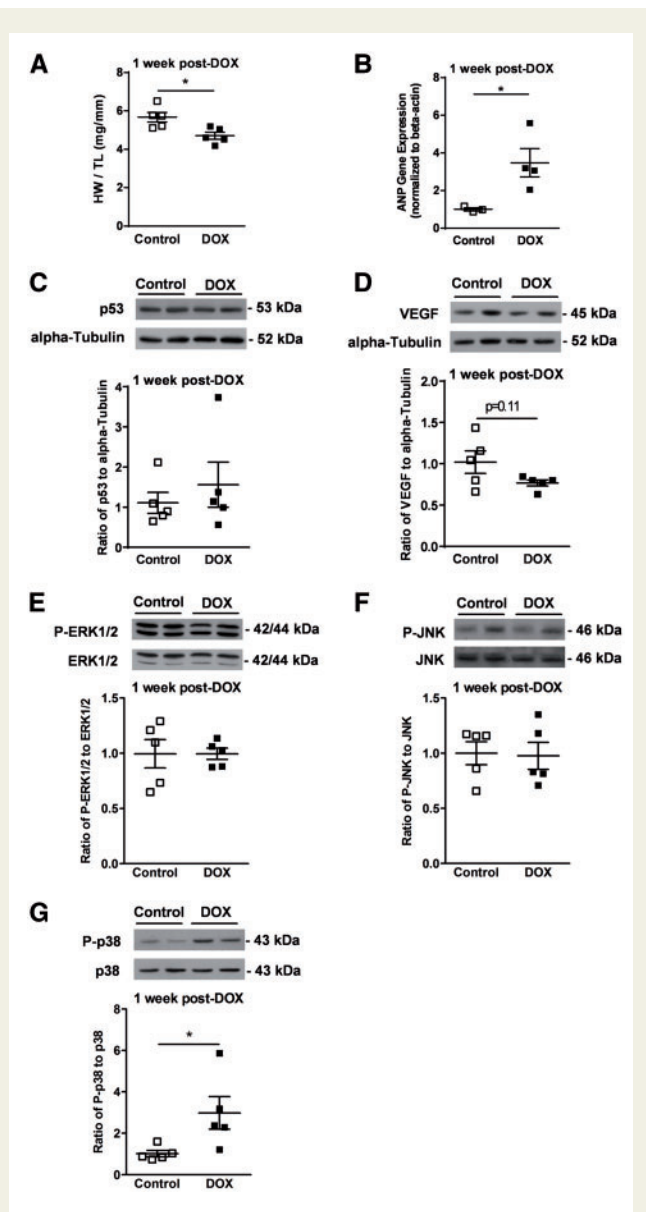 A
1 week post-DOX
*
HW / TL (mg/mm)
8
6
4
2
0
Control DOX
B
1 week post-DOX
*
ANP Gene Expression
(normalized to beta-actin)
8
6
4
2
0
Control DOX
C
Control DOX
p53 - 53 kDa
alpha-Tubulin - 52 kDa
1 week post-DOX
Ratio of p53 to alpha-Tubulin
4
3
2
1
0
Control DOX
D
Control DOX
VEGF - 45 kDa
alpha-Tubulin - 52 kDa
1 week post-DOX
p=0.11
Ratio of VEGF to alpha-Tubulin
2.0
1.5
1.0
0.5
0.0
Control DOX
E
Control DOX
P-ERK1/2 - 42/44 kDa
ERK1/2 - 42/44 kDa
1 week post-DOX
Ratio of P-ERK1/2 to ERK1/2
1.5
1.0
0.5
0.0
Control DOX
F
Control DOX
P-JNK - 46 kDa
JNK - 46 kDa
1 week post-DOX
Ratio of P-JNK to JNK
1.5
1.0
0.5
0.0
Control DOX
G
Control DOX
P-p38 - 43 kDa
p38 - 43 kDa
1 week post-DOX
*
Ratio of P-p38 to p38
8
6
4
2
0
Control DOX